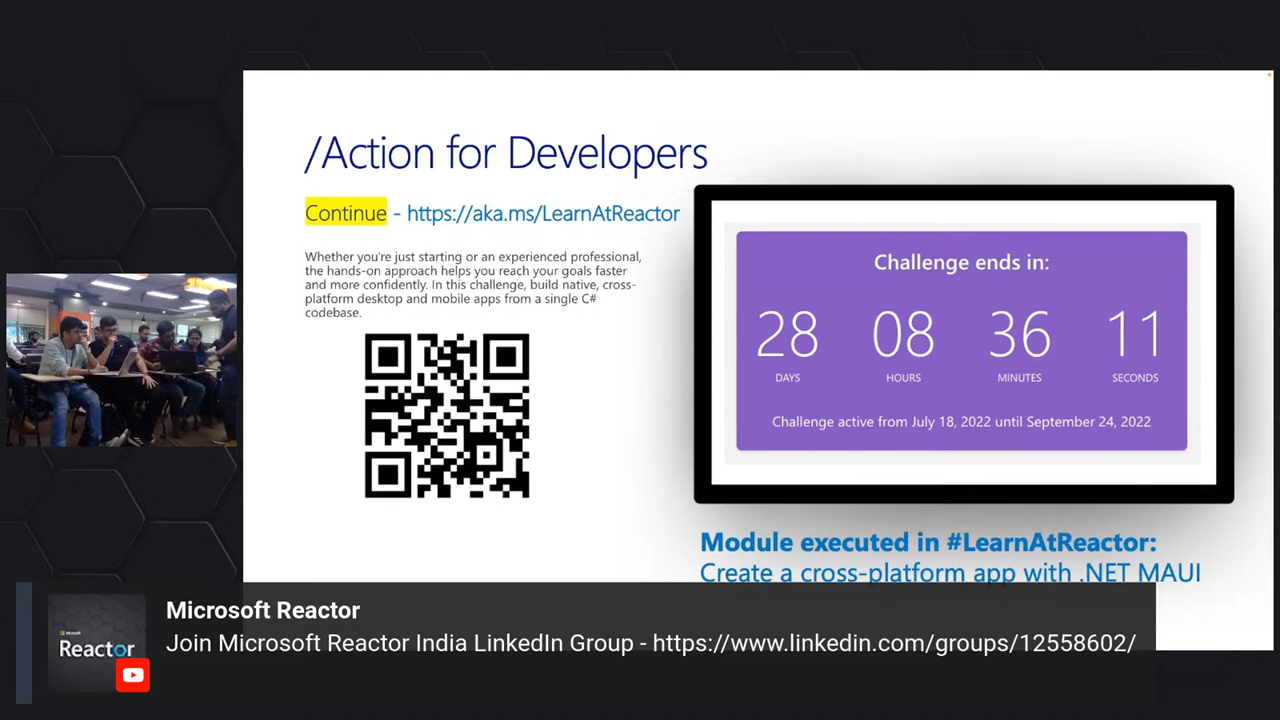 /Action for Developers
Continue - https://aka.ms/LearnAtReactor
Whether you're just starting or an experienced professional,
the hands-on approach helps you reach your goals faster
and more confidently. In this challenge, build native, cross-
platform desktop and mobile apps from a single C#
codebase.
Challenge ends in:
28 08 36 11
DAYS HOURS MINUTES SECONDS
Challenge active from July 18, 2022 until September 24, 2022
Module executed in #LearnAtReactor:
Create a cross-platform app with .NET MAUI
Microsoft
Reactor
Microsoft Reactor
Join Microsoft Reactor India LinkedIn Group - https://www.linkedin.com/groups/12558602/